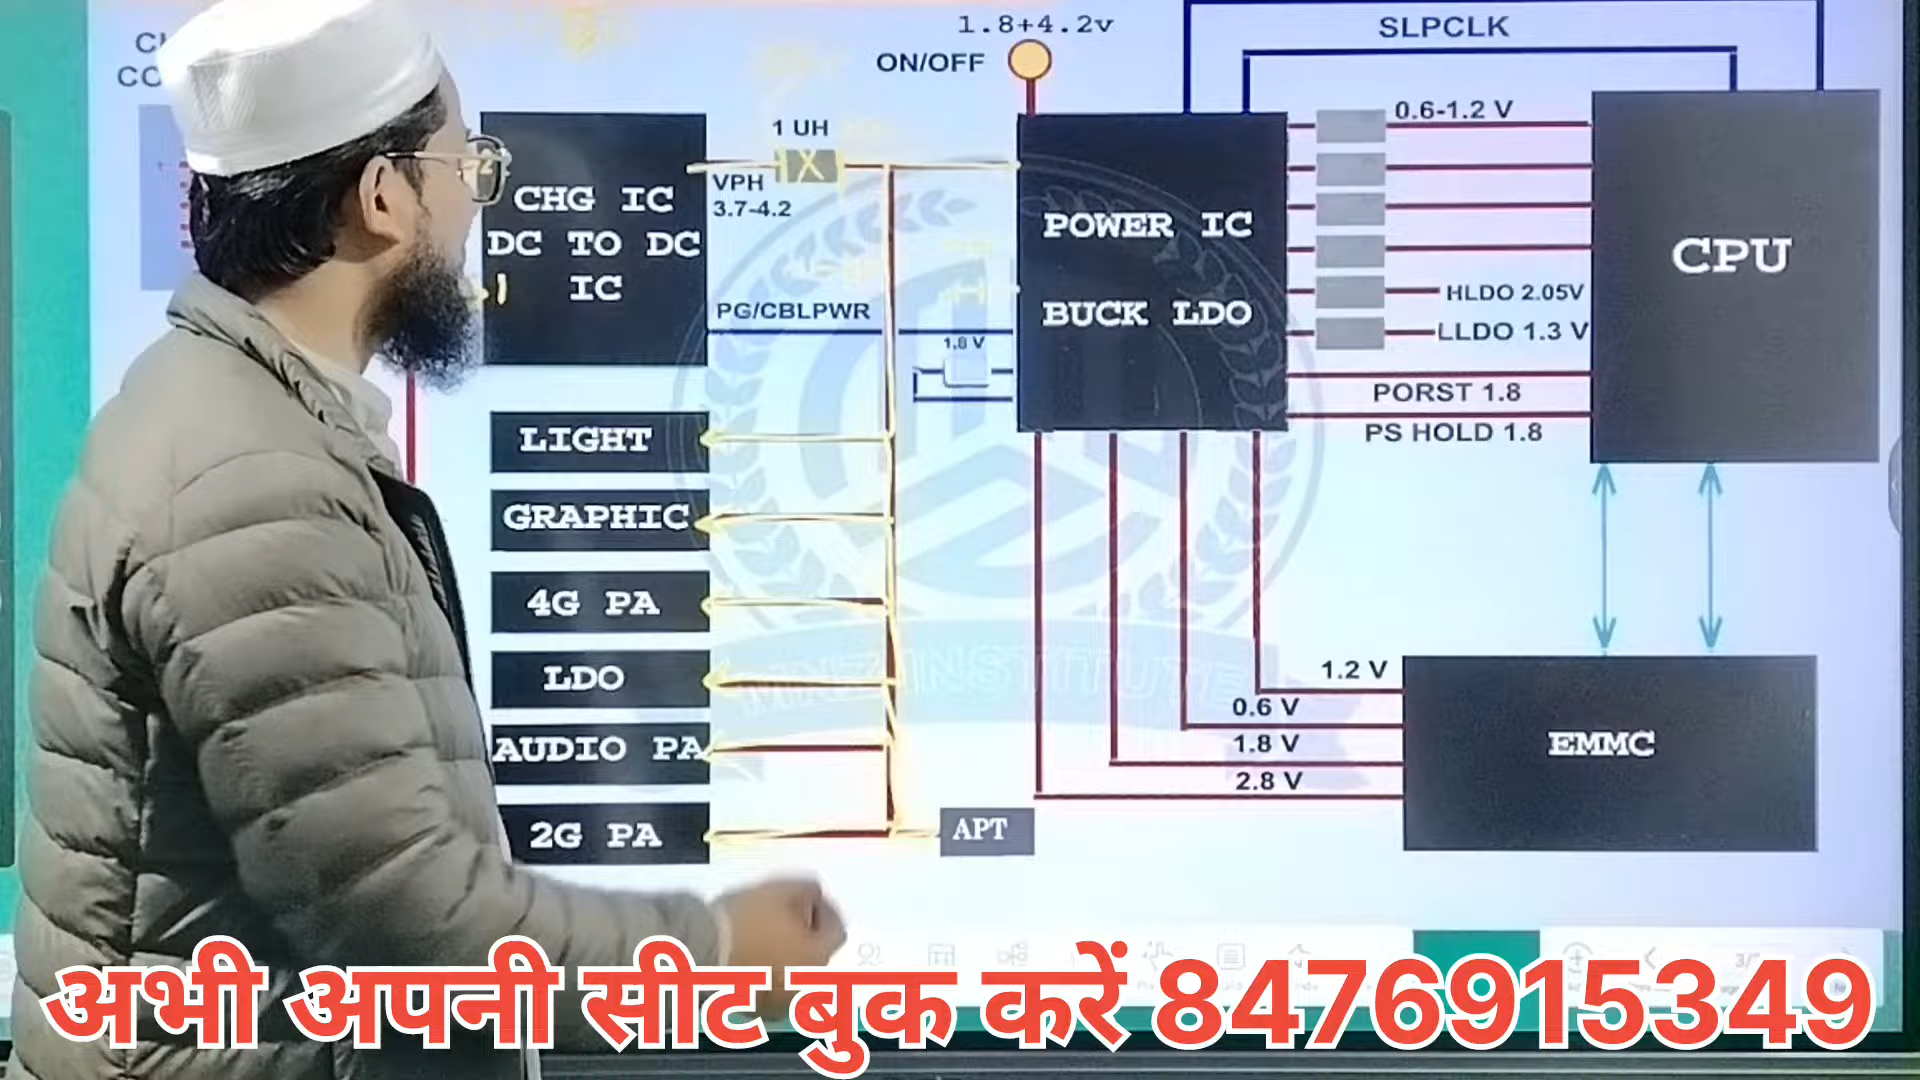 1.8+4.2v
ON/OFF
SLPCLK
0.6-1.2 V
1 UH
X
VPH
3.7-4.2
CHG IC
DC TO DC
IC
PG/CBLPWR
1.8 V
POWER IC
BUCK LDO
CPU
HLDO 2.05V
LLDO 1.3 V
PORST 1.8
PS HOLD 1.8
LIGHT
GRAPHIC
4G PA
LDO
AUDIO PA
2G PA
APT
1.2 V
0.6 V
1.8 V
2.8 V
EMMC
INSTITUTE
अभी अपनी सीट बुक करें 8476915349